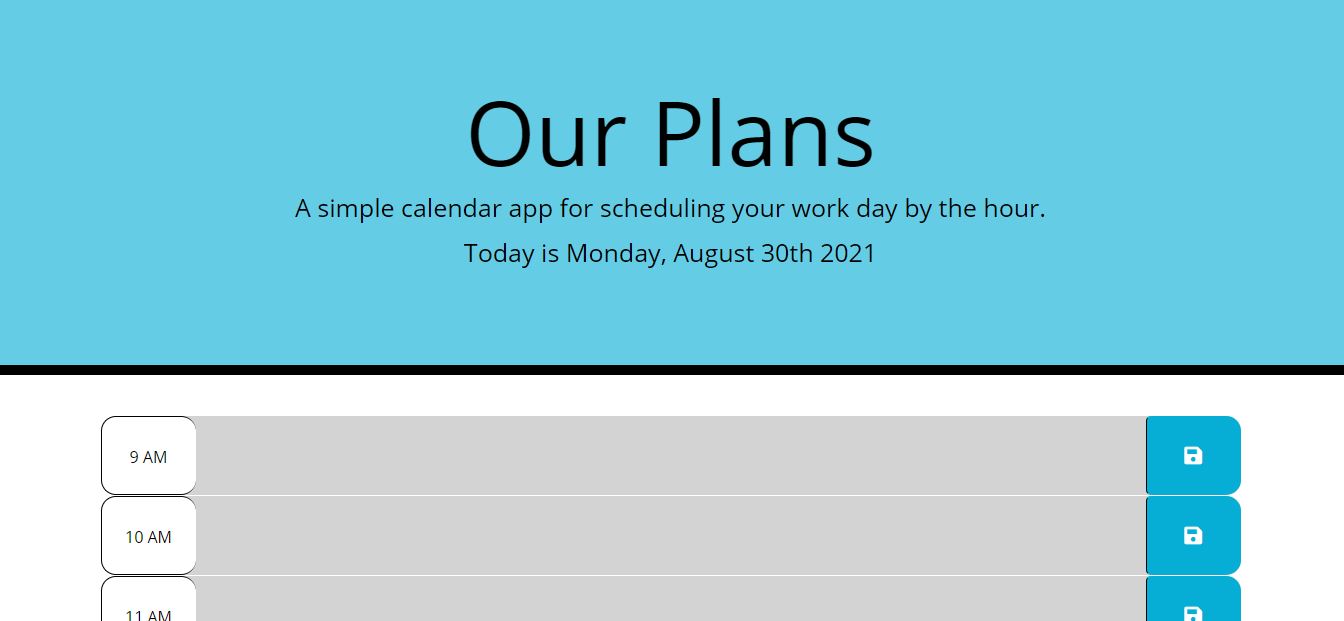 Our Plans
A simple calendar app for scheduling your work day by the hour.
Today is Monday, August 30th 2021
9 AM
10 AM
11 AM